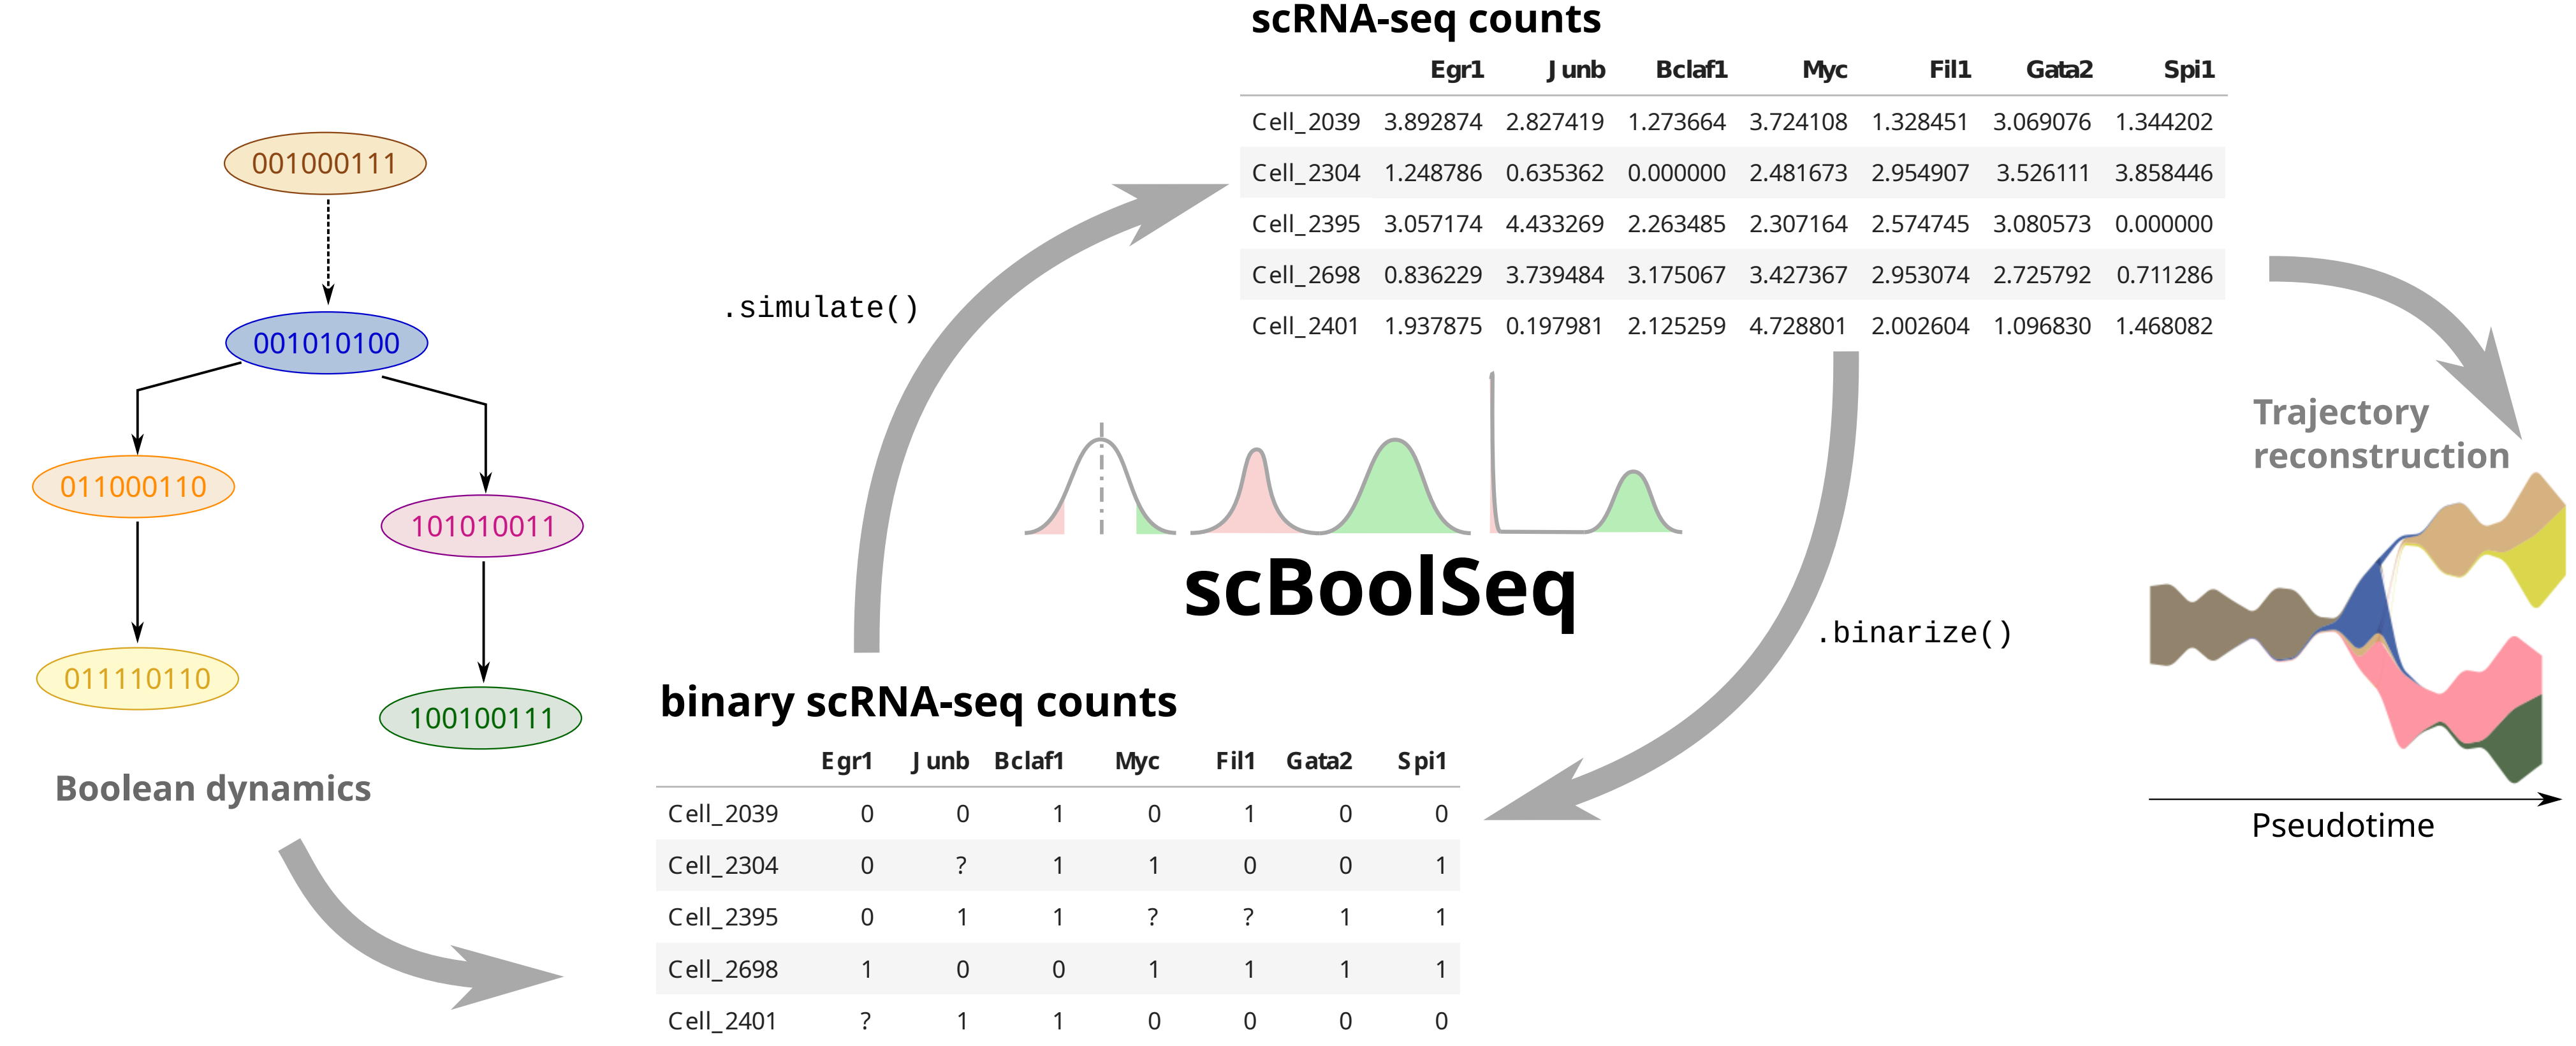 scRNA-seq counts
Egr1 Junb Bclaf1 Myc Fil1 Gata2 Spi1
Cell_2039 3.892874 2.827419 1.273664 3.724108 1.328451 3.069076 1.344202
Cell_2304 1.248786 0.635362 0.000000 2.481673 2.954907 3.526111 3.858446
Cell_2395 3.057174 4.433269 2.263485 2.307164 2.574745 3.080573 0.000000
Cell_2698 0.836229 3.739484 3.175067 3.427367 2.953074 2.725792 0.711286
Cell_2401 1.937875 0.197981 2.125259 4.728801 2.002604 1.096830 1.468082
001000111
001010100
011000110
101010011
011110110
100100111
Boolean dynamics
.simulate()
scBoolSeq
.binarize()
binary scRNA-seq counts
Egr1 Junb Bclaf1 Myc Fil1 Gata2 Spi1
Cell_2039 0 0 1 0 1 0 0
Cell_2304 0 ? 1 1 0 0 1
Cell_2395 0 1 1 ? ? 1 1
Cell_2698 1 0 0 1 1 1 1
Cell_2401 ? 1 1 0 0 0 0
Trajectory
reconstruction
Pseudotime